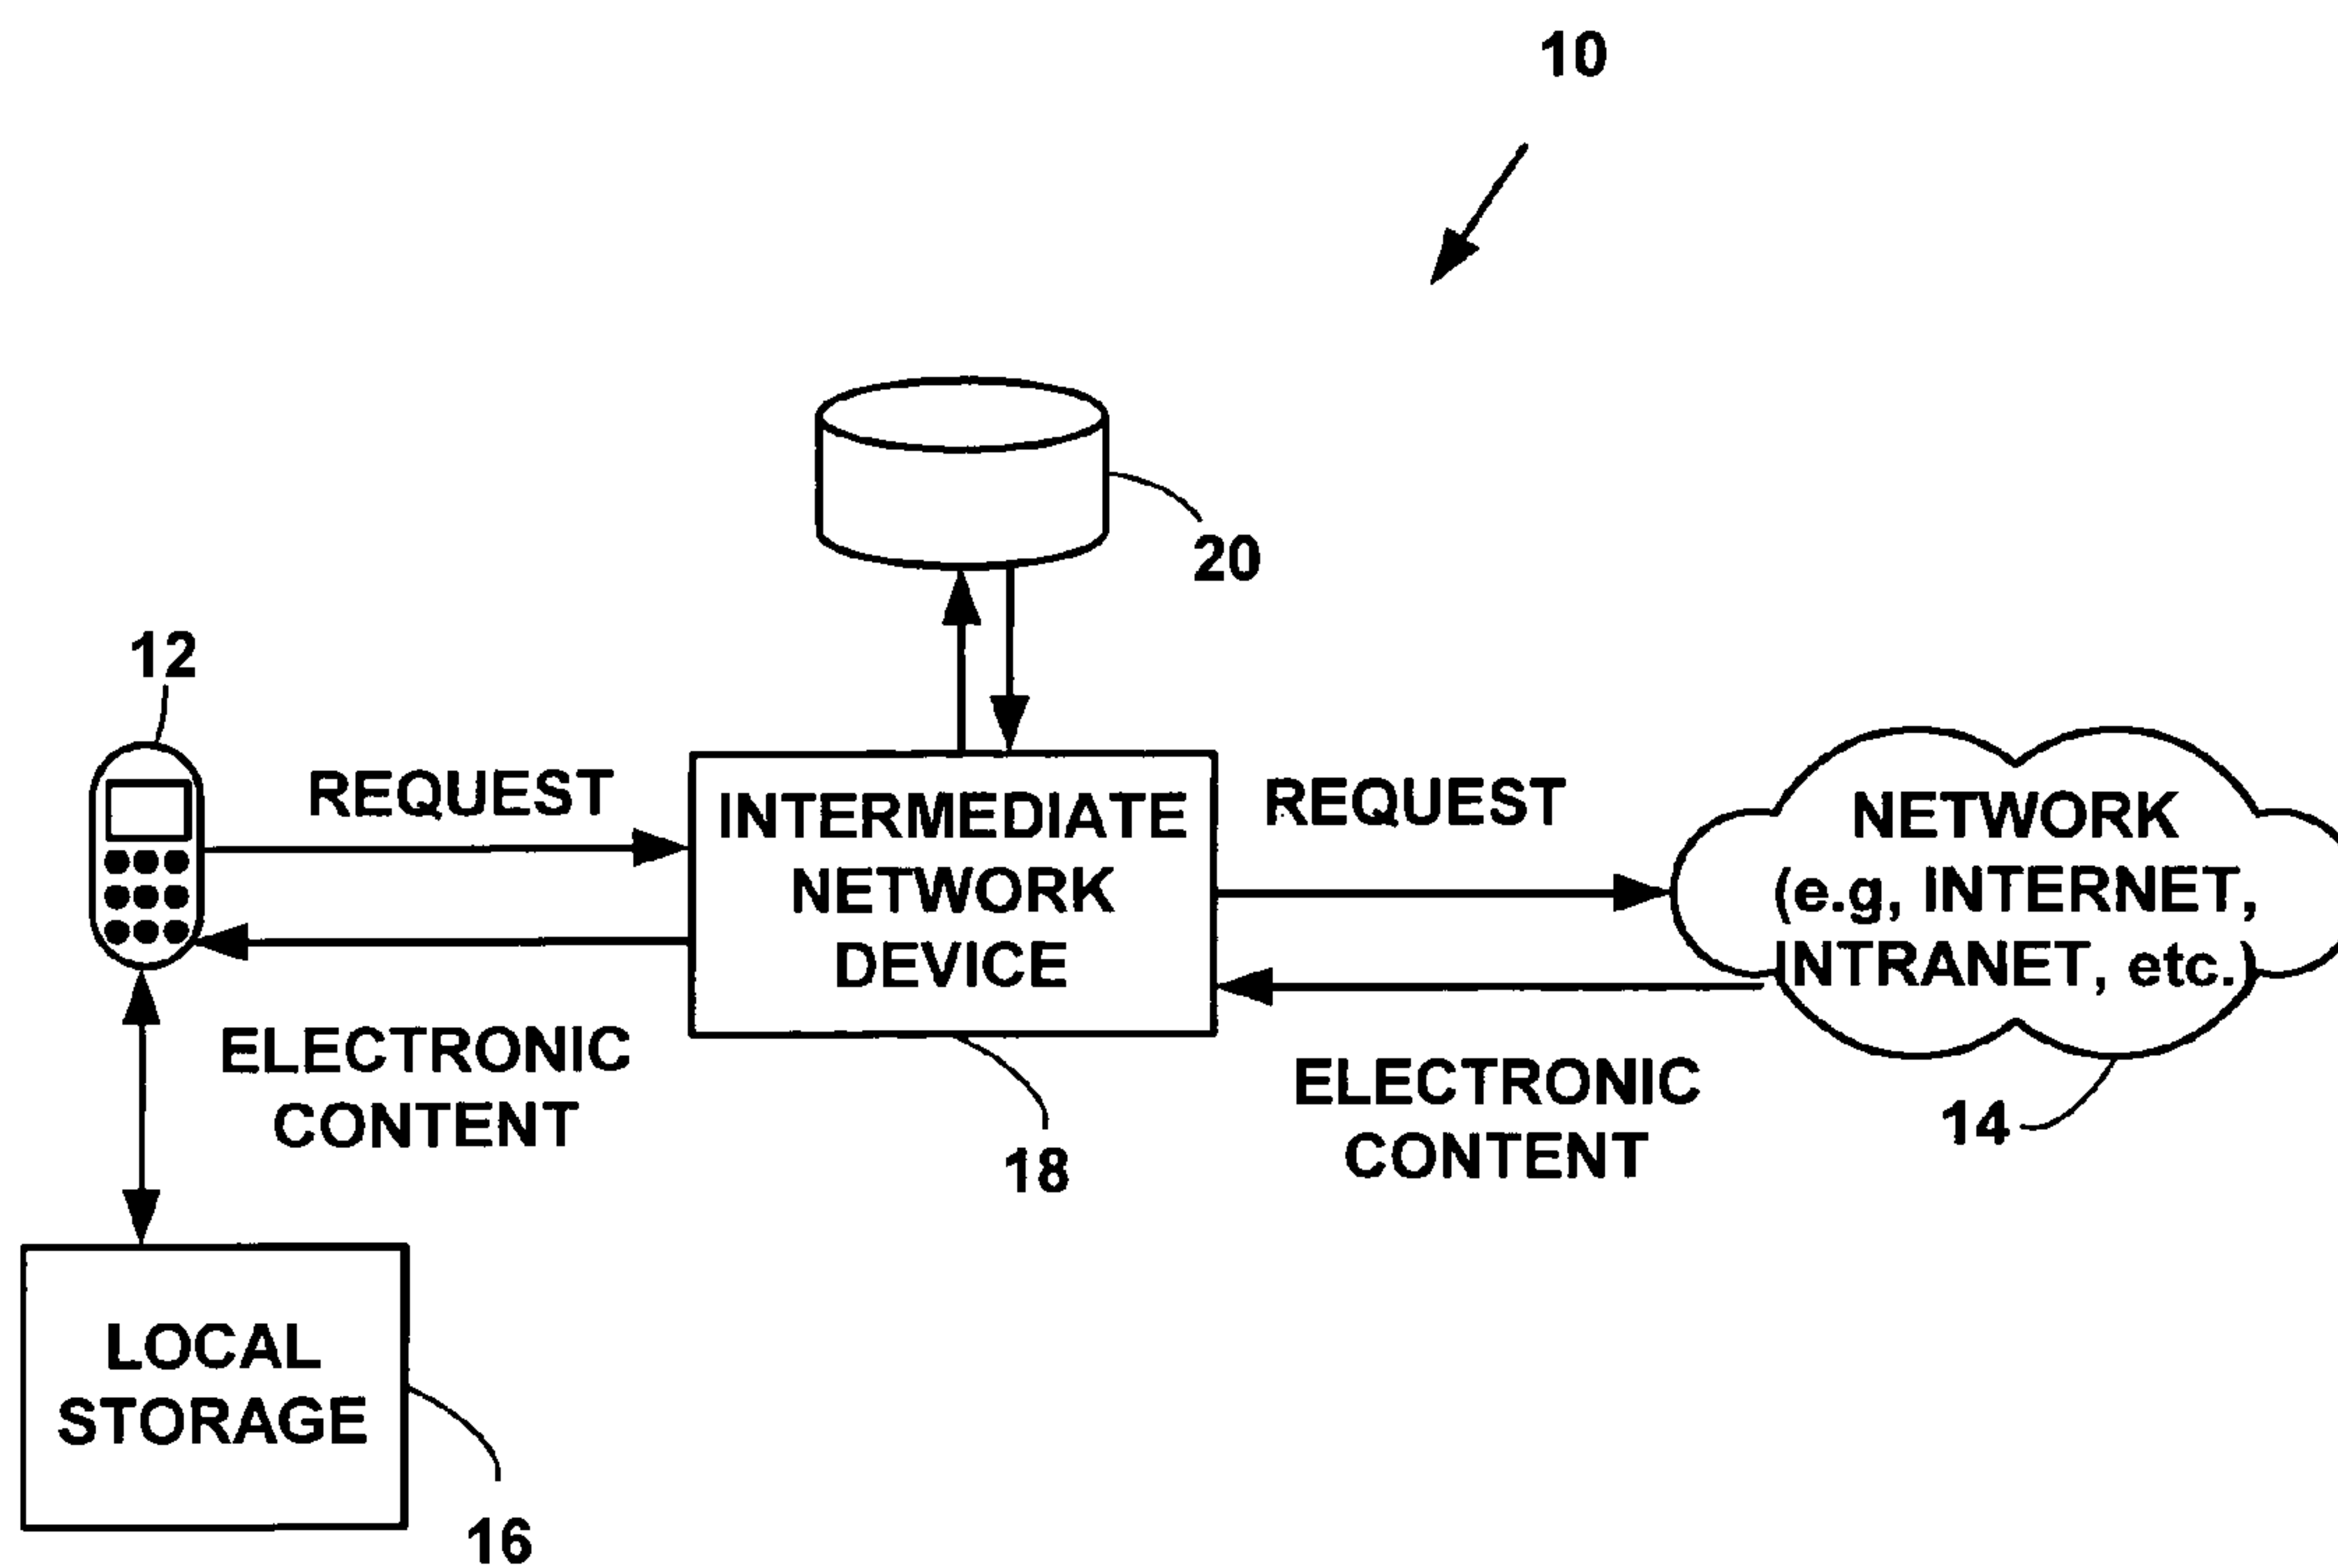 10
20
12
REQUEST
INTERMEDIATE
NETWORK
DEVICE
REQUEST
NETWORK
(e.g, INTERNET,
INTRANET, etc.)
ELECTRONIC
CONTENT
18
ELECTRONIC
CONTENT
14
LOCAL
STORAGE
16